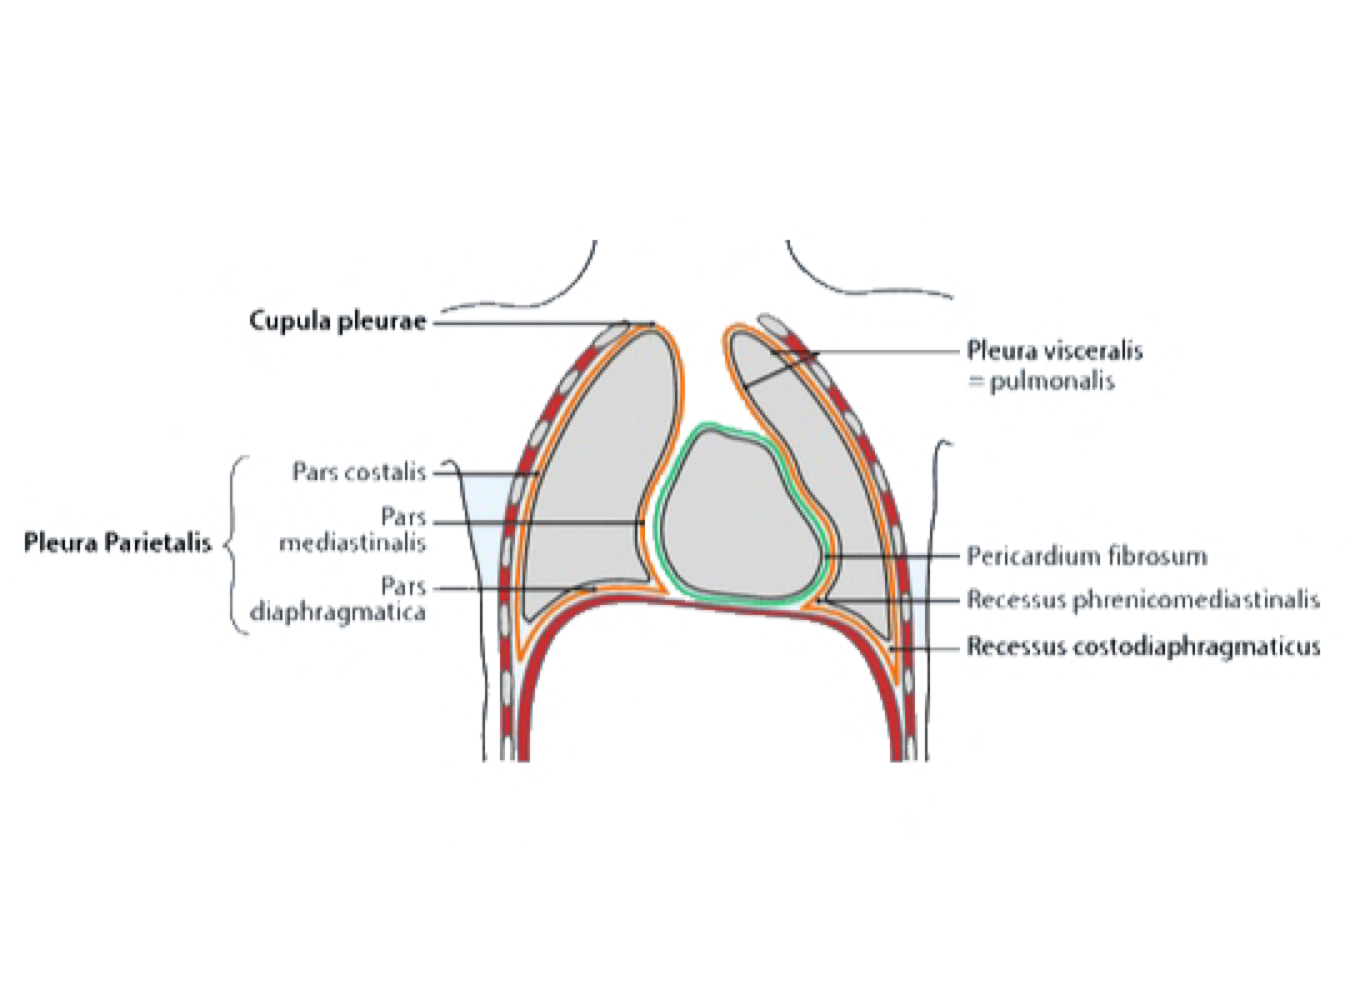 Cupula pleurae
Pleura Parietalis
Pars costalis
Pars
mediastinalis
Pars
diaphragmatica
Pleura visceralis
= pulmonalis
Pericardium fibrosum
Recessus phrenicomediastinalis
Recessus costodiaphragmaticus